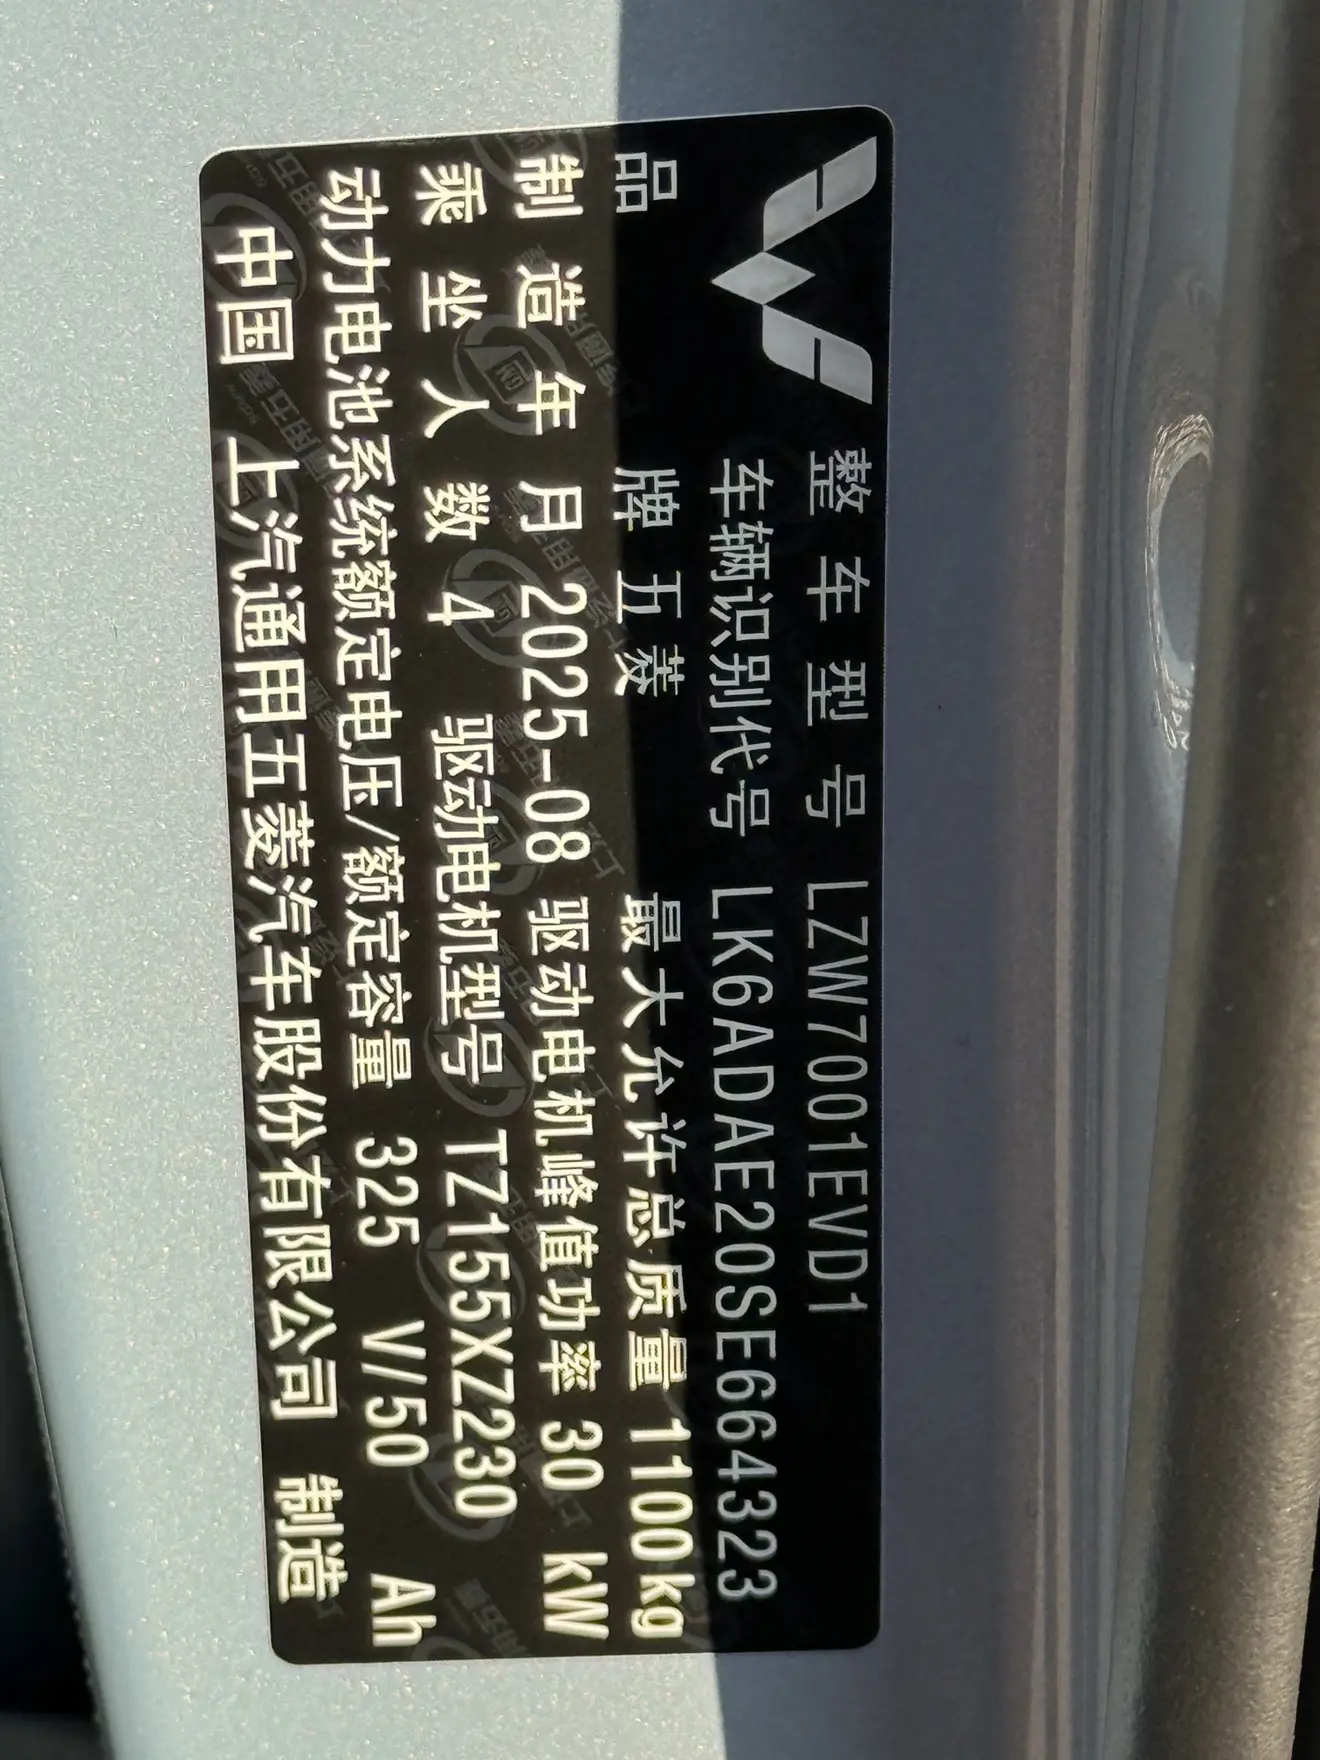 整车型号 LZW7001EVD1
车辆识别代号 LK6ADAE20SE664323
品牌 五菱 最大允许总质量 1100kg
制造年月 2025-08 驱动电机峰值功率 30 kW
乘坐人数 4 驱动电机型号 TZ155XZ230
动力电池系统额定电压/额定容量 325 V/50 Ah
中国 上汽通用五菱汽车股份有限公司 制造